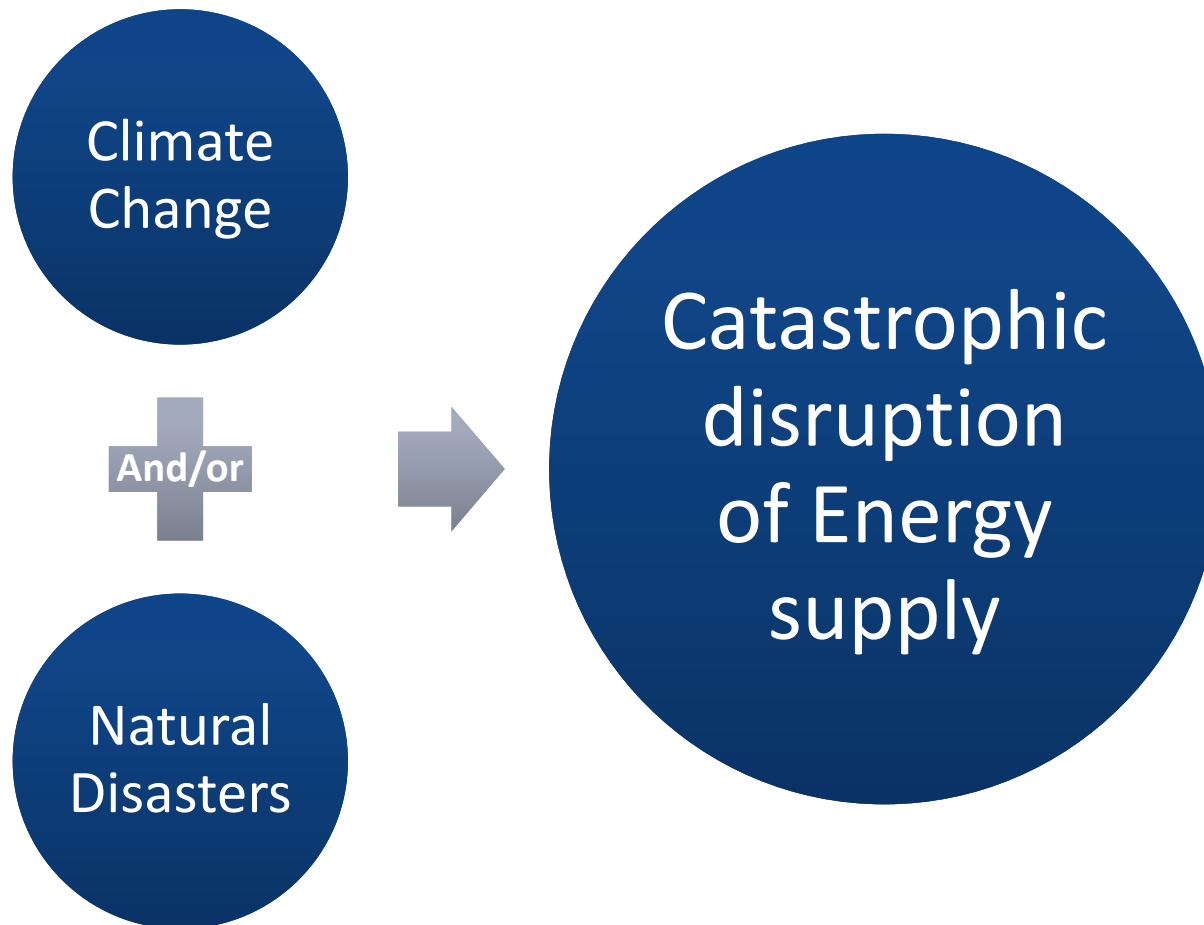 Climate
Change
And/or
Natural
Disasters
Catastrophic
disruption
of Energy
supply